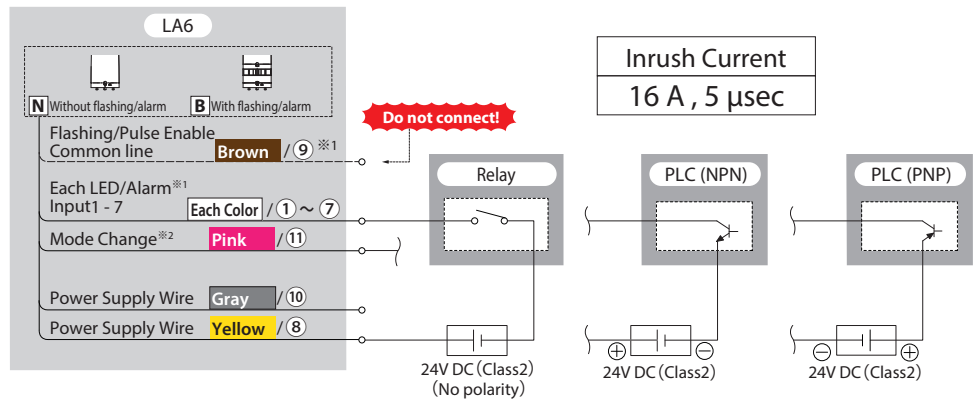 LA6
N Without flashing/alarm
B With flashing/alarm
Inrush Current
16 A , 5 μsec
Do not connect!
Flashing/Pulse Enable
Common line Brown / ⑨ ※1
Each LED/Alarm※1
Input1 - 7 Each Color / ① ~ ⑦
Mode Change※2 Pink / ⑪
Power Supply Wire Gray / ⑩
Power Supply Wire Yellow / ⑧
Relay
24V DC (Class2)
(No polarity)
PLC (NPN)
⊕ ⊖
24V DC (Class2)
PLC (PNP)
⊖ ⊕
24V DC (Class2)